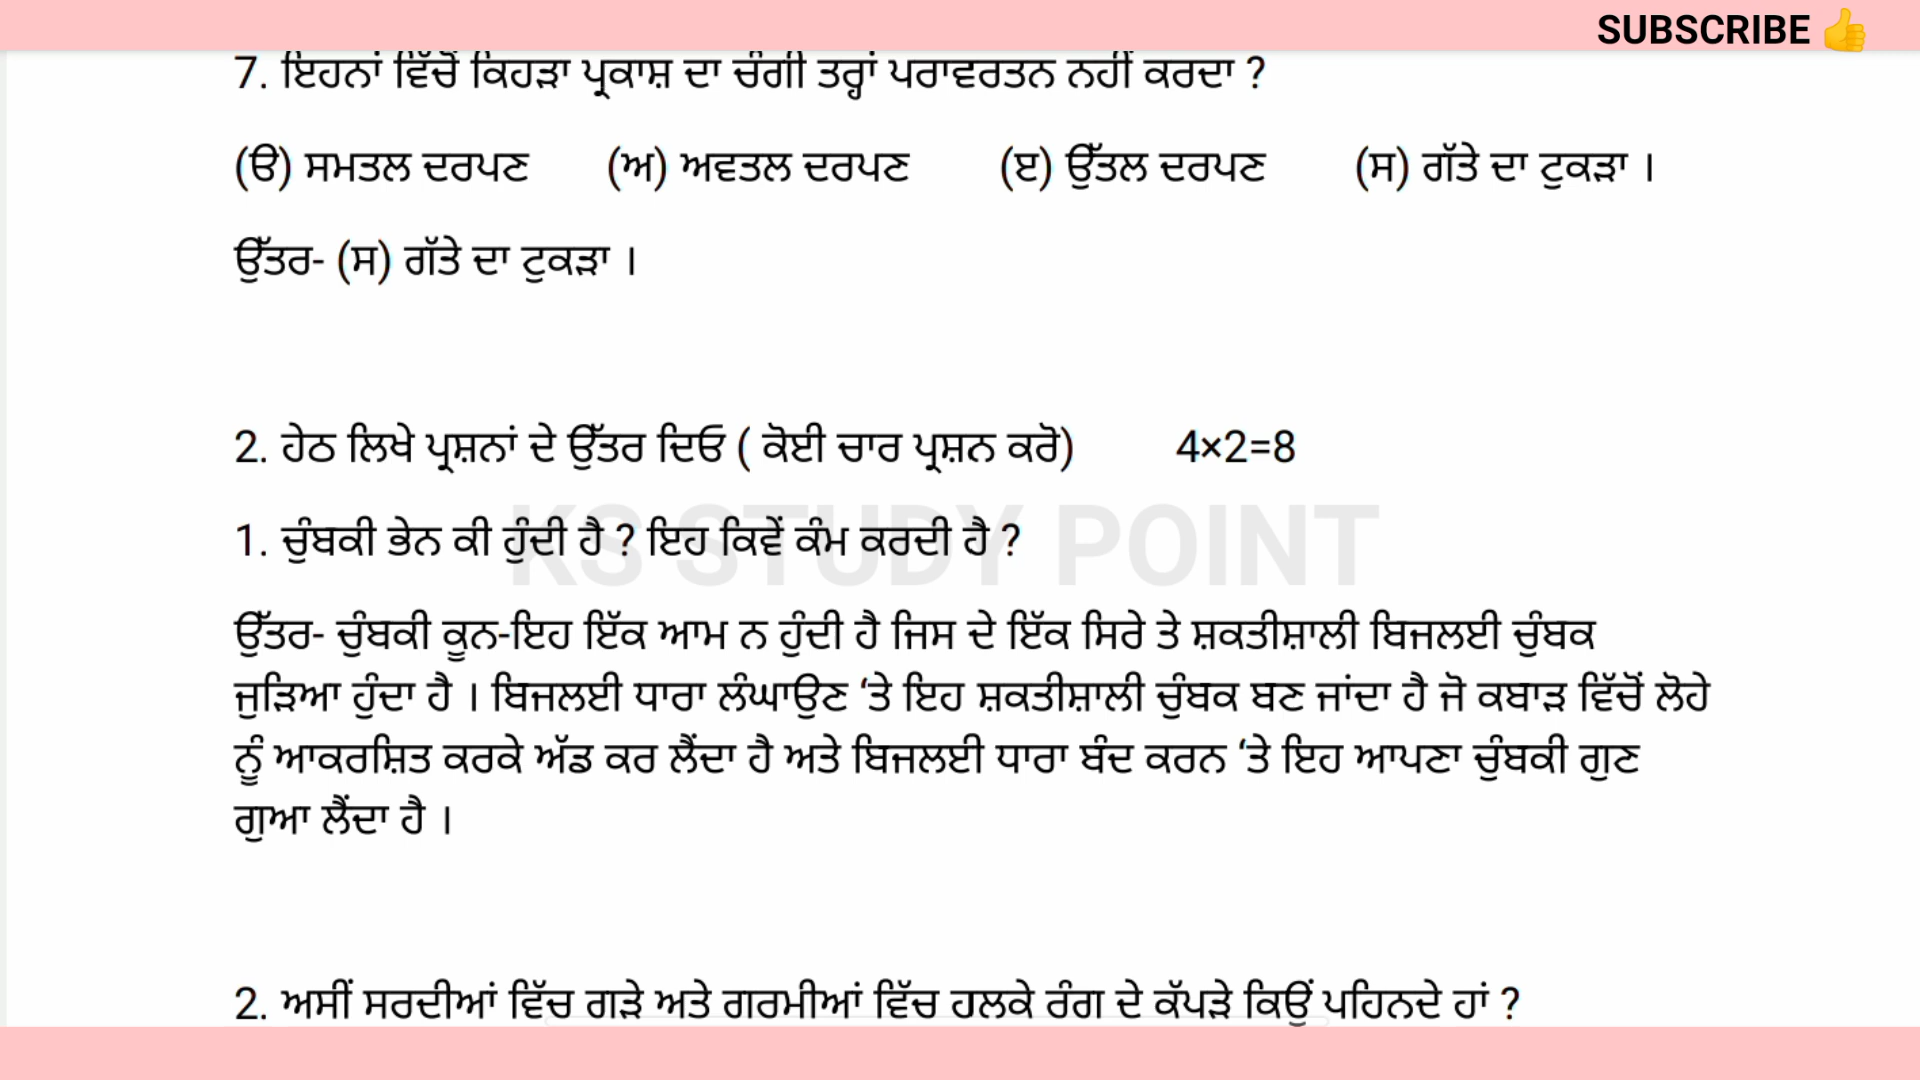 SUBSCRIBE 👍
7. ਇਹਨਾਂ ਵਿੱਚੋਂ ਕਿਹੜਾ ਪ੍ਰਕਾਸ਼ ਦਾ ਚੰਗੀ ਤਰ੍ਹਾਂ ਪਰਾਵਰਤਨ ਨਹੀਂ ਕਰਦਾ ?
(ੳ) ਸਮਤਲ ਦਰਪਣ (ਅ) ਅਵਤਲ ਦਰਪਣ (ੲ) ਉੱਤਲ ਦਰਪਣ (ਸ) ਗੱਤੇ ਦਾ ਟੁਕੜਾ ।
ਉੱਤਰ- (ਸ) ਗੱਤੇ ਦਾ ਟੁਕੜਾ ।
2. ਹੇਠ ਲਿਖੇ ਪ੍ਰਸ਼ਨਾਂ ਦੇ ਉੱਤਰ ਦਿਓ ( ਕੋਈ ਚਾਰ ਪ੍ਰਸ਼ਨ ਕਰੋ) 4×2=8
KS STUDY POINT
1. ਚੁੰਬਕੀ ਭੇਨ ਕੀ ਹੁੰਦੀ ਹੈ ? ਇਹ ਕਿਵੇਂ ਕੰਮ ਕਰਦੀ ਹੈ ?
ਉੱਤਰ- ਚੁੰਬਕੀ ਕੂਨ-ਇਹ ਇੱਕ ਆਮ ਨ ਹੁੰਦੀ ਹੈ ਜਿਸ ਦੇ ਇੱਕ ਸਿਰੇ ਤੇ ਸ਼ਕਤੀਸ਼ਾਲੀ ਬਿਜਲਈ ਚੁੰਬਕ
ਜੁੜਿਆ ਹੁੰਦਾ ਹੈ । ਬਿਜਲਈ ਧਾਰਾ ਲੰਘਾਉਣ ‘ਤੇ ਇਹ ਸ਼ਕਤੀਸ਼ਾਲੀ ਚੁੰਬਕ ਬਣ ਜਾਂਦਾ ਹੈ ਜੋ ਕਬਾੜ ਵਿੱਚੋਂ ਲੋਹੇ
ਨੂੰ ਆਕਰਸ਼ਿਤ ਕਰਕੇ ਅੱਡ ਕਰ ਲੈਂਦਾ ਹੈ ਅਤੇ ਬਿਜਲਈ ਧਾਰਾ ਬੰਦ ਕਰਨ ‘ਤੇ ਇਹ ਆਪਣਾ ਚੁੰਬਕੀ ਗੁਣ
ਗੁਆ ਲੈਂਦਾ ਹੈ ।
2. ਅਸੀਂ ਸਰਦੀਆਂ ਵਿੱਚ ਗੜੇ ਅਤੇ ਗਰਮੀਆਂ ਵਿੱਚ ਹਲਕੇ ਰੰਗ ਦੇ ਕੱਪੜੇ ਕਿਉਂ ਪਹਿਨਦੇ ਹਾਂ ?